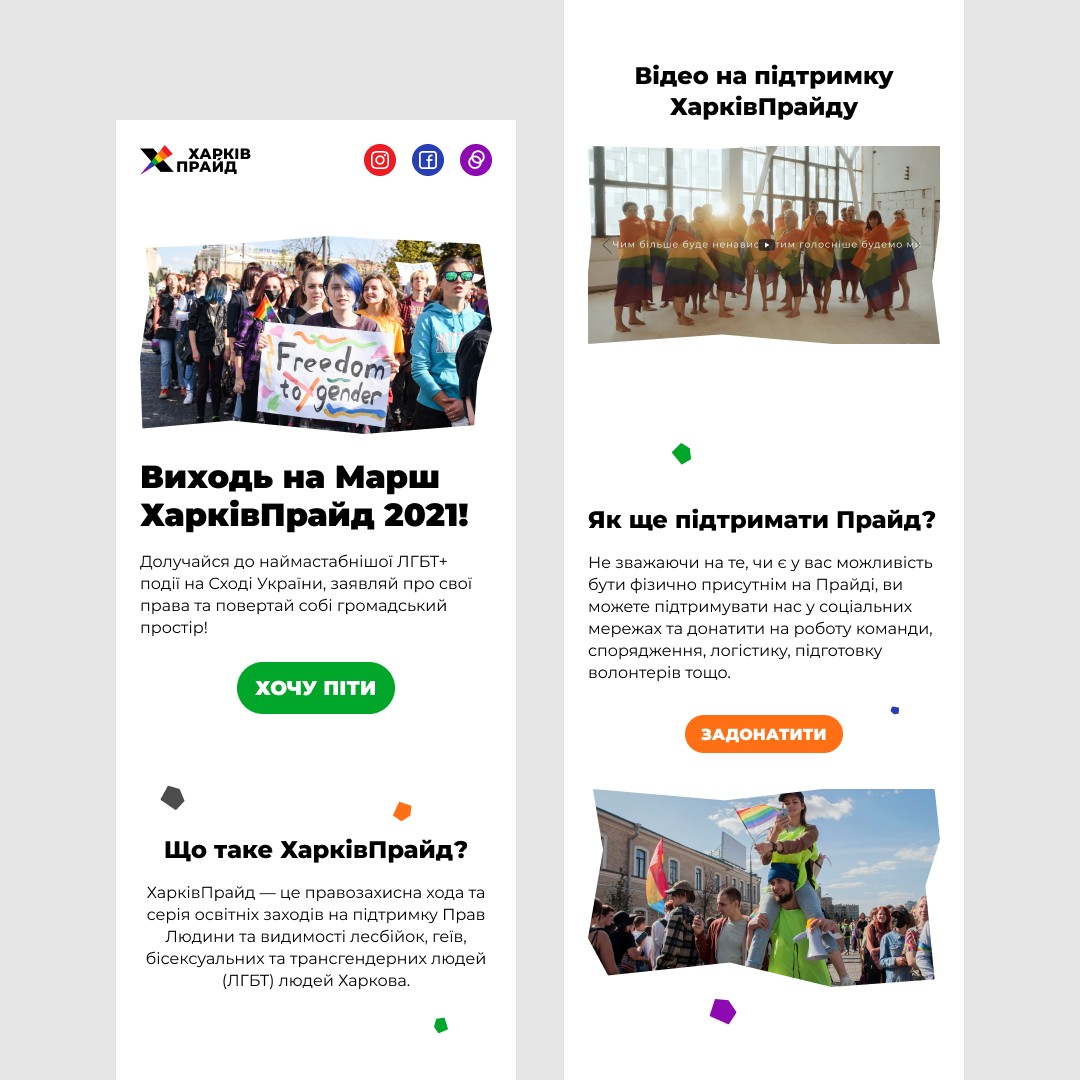 ХАРКІВ
ПРАЙД
Freedom
to gender
Виходь на Марш
ХарківПрайд 2021!
Долучайся до наймастабнішої ЛГБТ+
події на Сході України, заявляй про свої
права та повертай собі громадський
простір!
ХОЧУ ПІТИ
Що таке ХарківПрайд?
ХарківПрайд — це правозахисна хода та
серія освітніх заходів на підтримку Прав
Людини та видимості лесбійок, геїв,
бісексуальних та трансгендерних людей
(ЛГБТ) людей Харкова.
Відео на підтримку
ХарківПрайду
Чим більше буде ненавис тим голосніше будемо ми
Як ще підтримати Прайд?
Не зважаючи на те, чи є у вас можливість
бути фізично присутнім на Прайді, ви
можете підтримувати нас у соціальних
мережах та донатити на роботу команди,
спорядження, логістику, підготовку
волонтерів тощо.
ЗАДОНАТИТИ